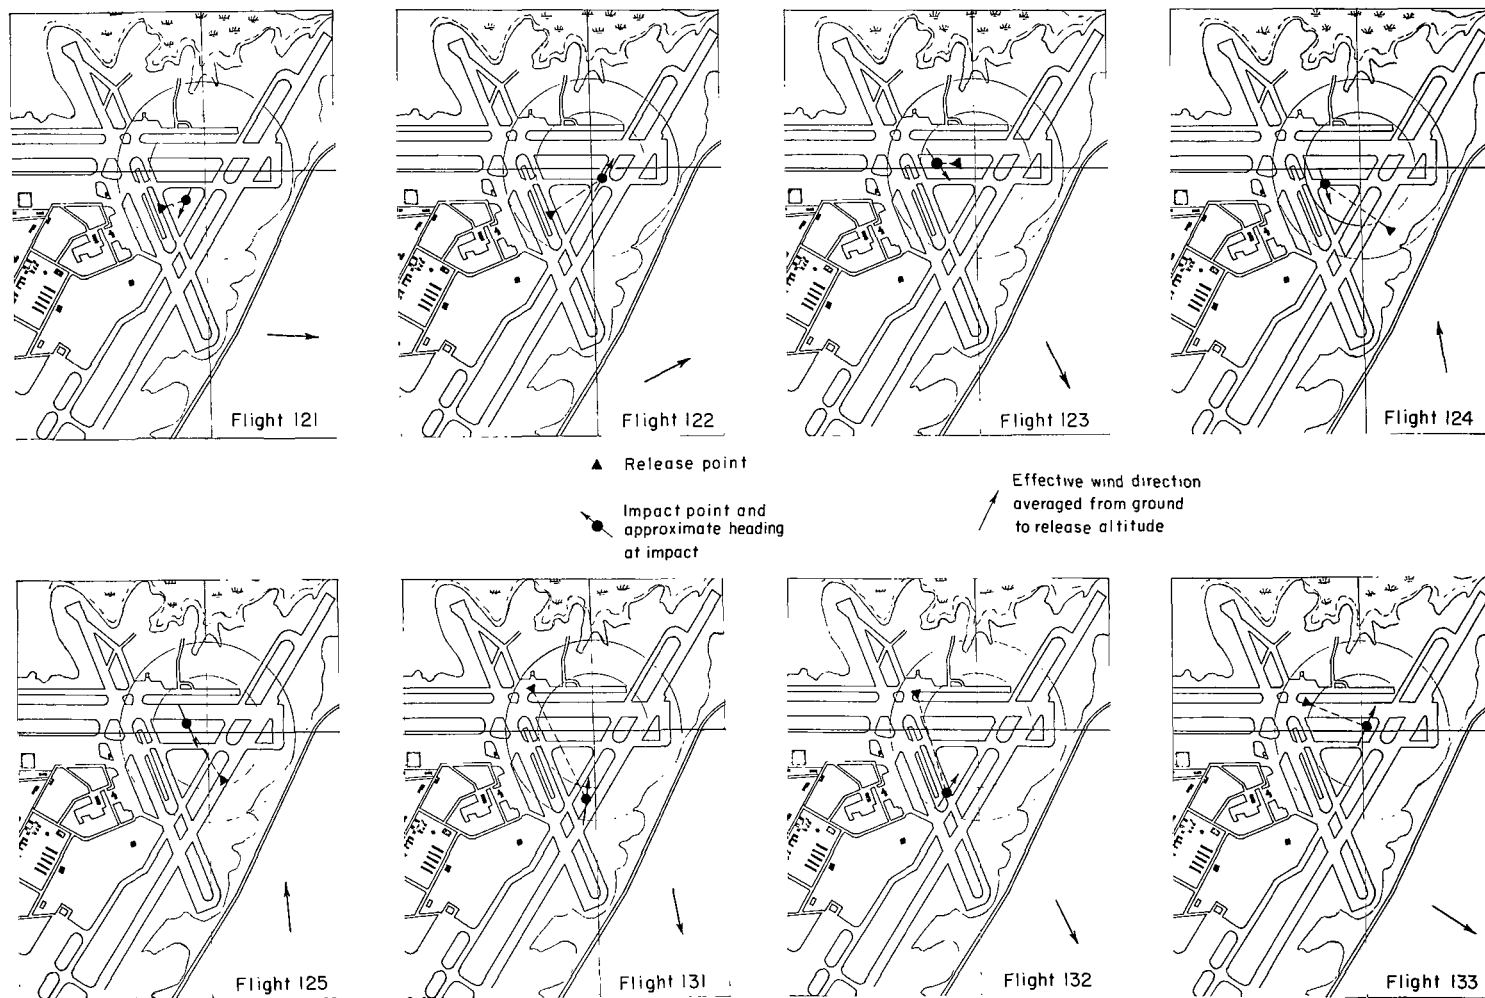 Flight 121
Flight 122
Flight 123
Flight 124
Release point
Impact point and
approximate heading
at impact
Effective wind direction
averaged from ground
to release altitude
Flight 125
Flight 131
Flight 132
Flight 133